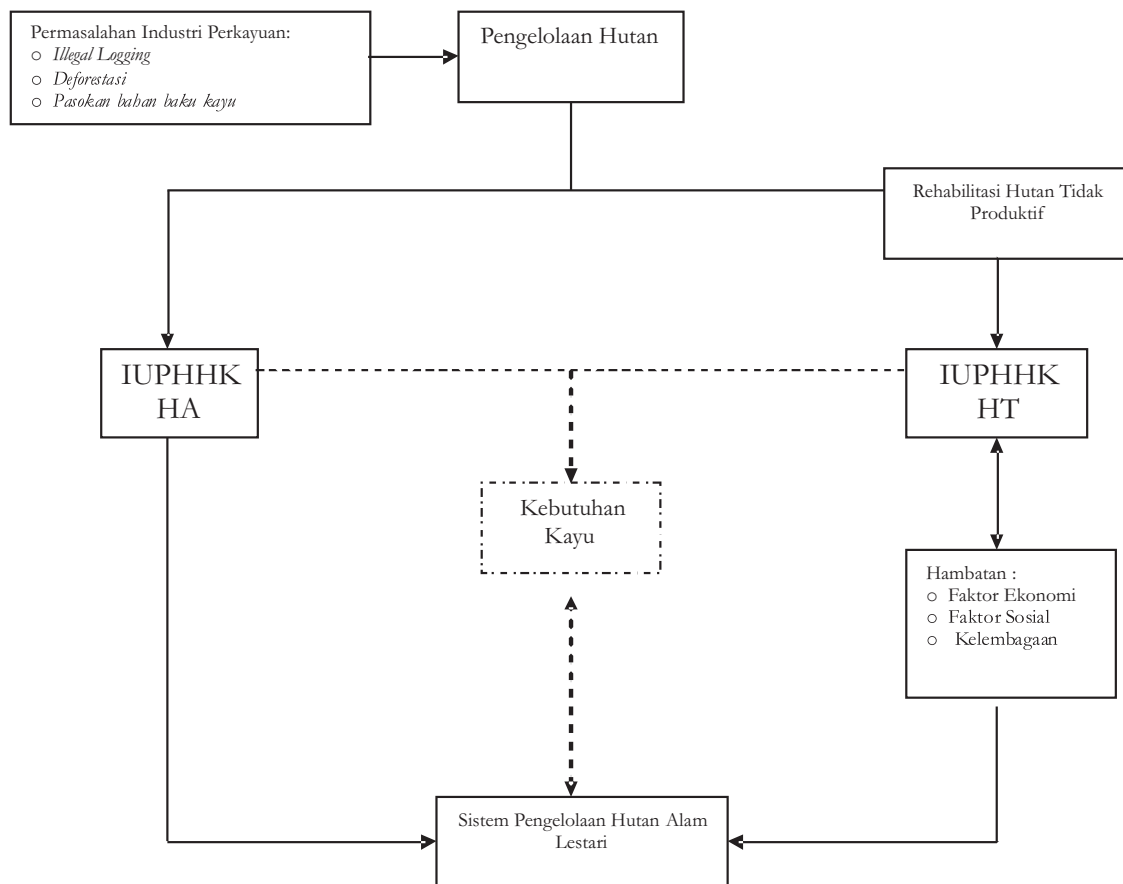 Permasalahan Industri Perkayuan:
○ Illegal Logging
○ Deforestasi
○ Pasokan bahan baku kayu
Pengelolaan Hutan
Rehabilitasi Hutan Tidak
Produktif
IUPHHK
HA
IUPHHK
HT
Kebutuhan
Kayu
Hambatan :
○ Faktor Ekonomi
○ Faktor Sosial
○ Kelembagaan
Sistem Pengelolaan Hutan Alam
Lestari